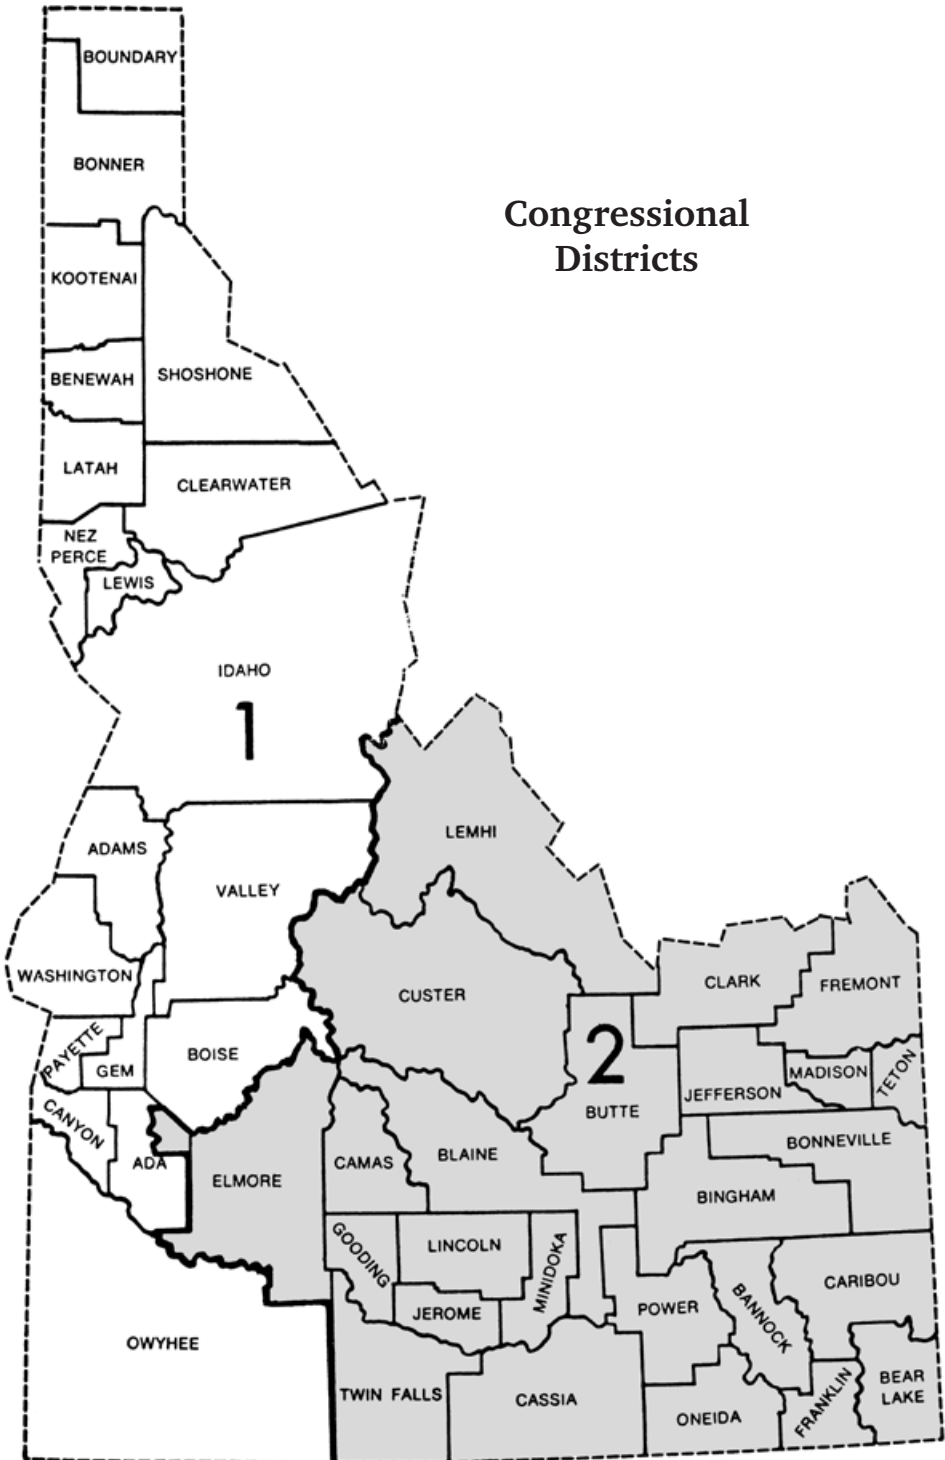 Congressional
Districts
BOUNDARY
BONNER
KOOTENAI
BENEWAH
SHOSHONE
LATAH
CLEARWATER
NEZ
PERCE
LEWIS
IDAHO
1
LEMHI
ADAMS
VALLEY
WASHINGTON
CUSTER
CLARK
FREMONT
PAYETTE
GEM
BOISE
2
BUTTE
JEFFERSON
MADISON
TETON
CANYON
ADA
ELMORE
CAMAS
BLAINE
BONNEVILLE
BINGHAM
GOODING
LINCOLN
MINIDOKA
JEROME
POWER
BANNOCK
CARIBOU
OWYHEE
TWIN FALLS
CASSIA
ONEIDA
FRANKLIN
BEAR
LAKE